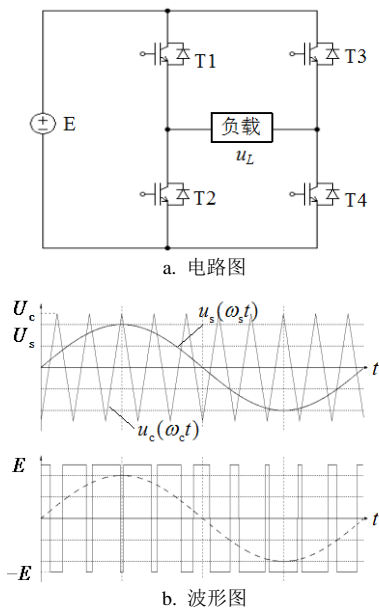 T1
T3
E
负载
u_L
T2
T4
a. 电路图
U_c
U_s
u_s(ω_s t)
t
u_c(ω_c t)
E
t
−E
b. 波形图